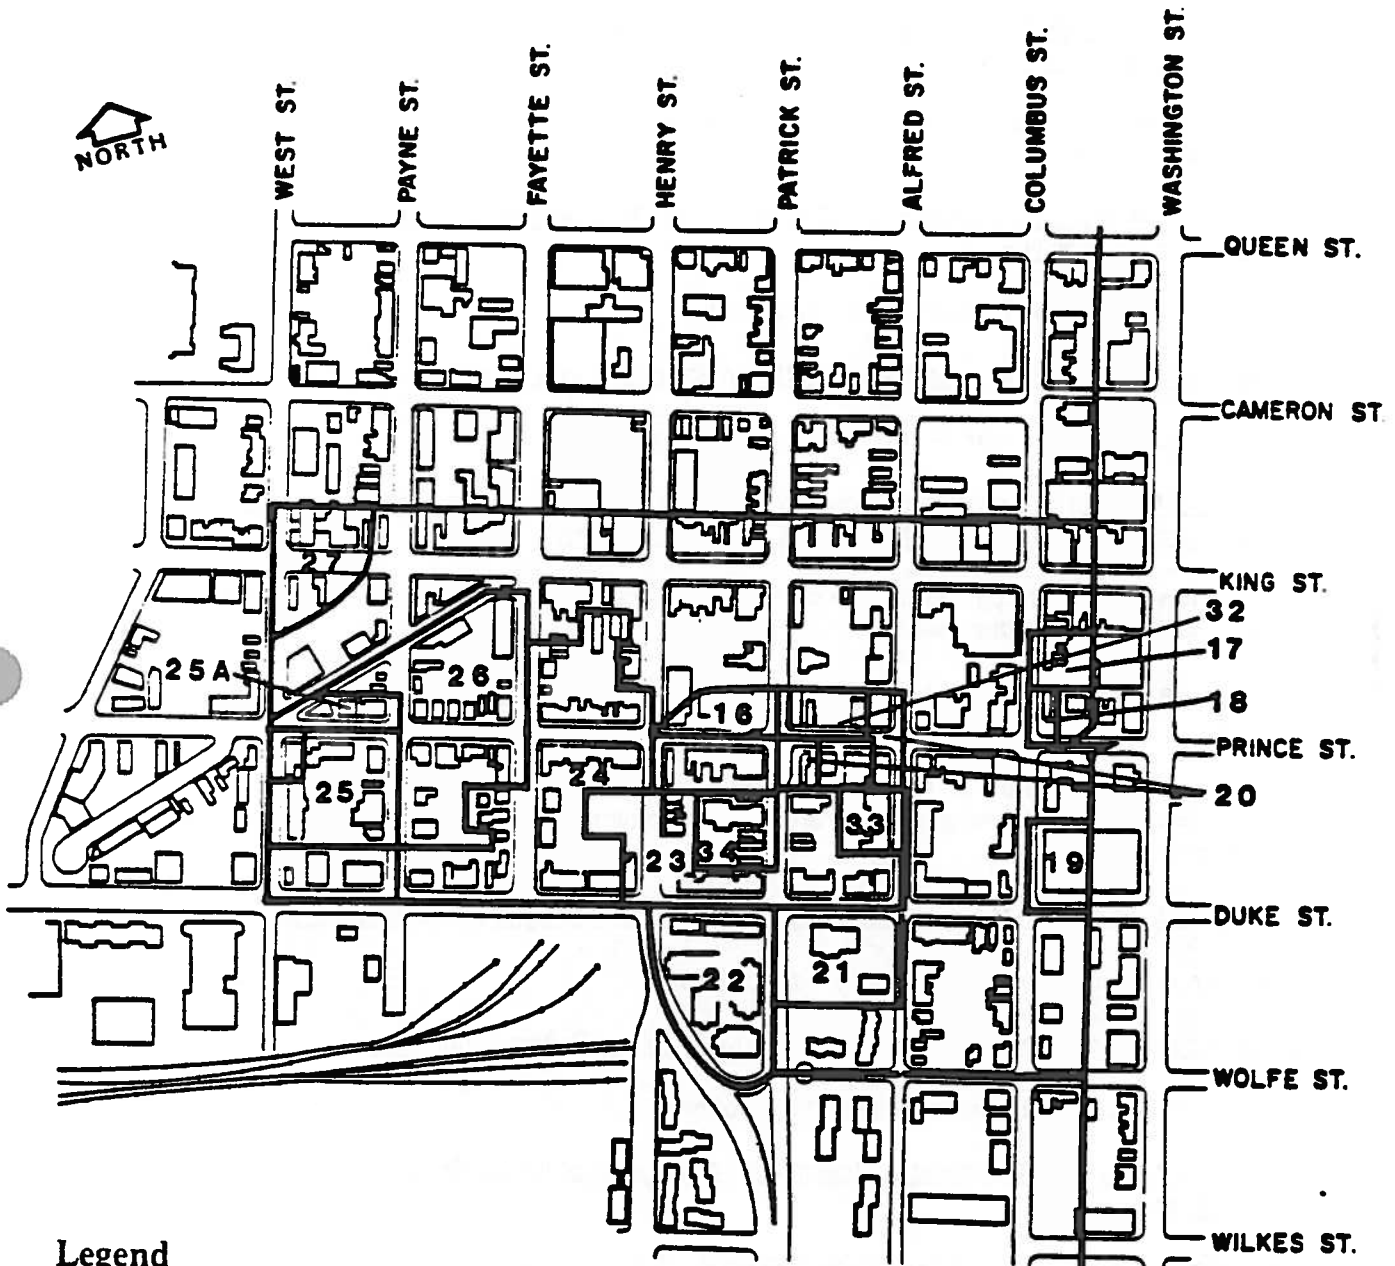 WEST ST.
PAYNE ST.
FAYETTE ST.
HENRY ST.
PATRICK ST.
ALFRED ST.
COLUMBUS ST.
WASHINGTON ST.
NORTH
QUEEN ST.
CAMERON ST.
KING ST.
27
32
17
25A
26
18
16
PRINCE ST.
24
25
20
33
34
23
19
DUKE ST.
22
21
WOLFE ST.
WILKES ST.
Legend